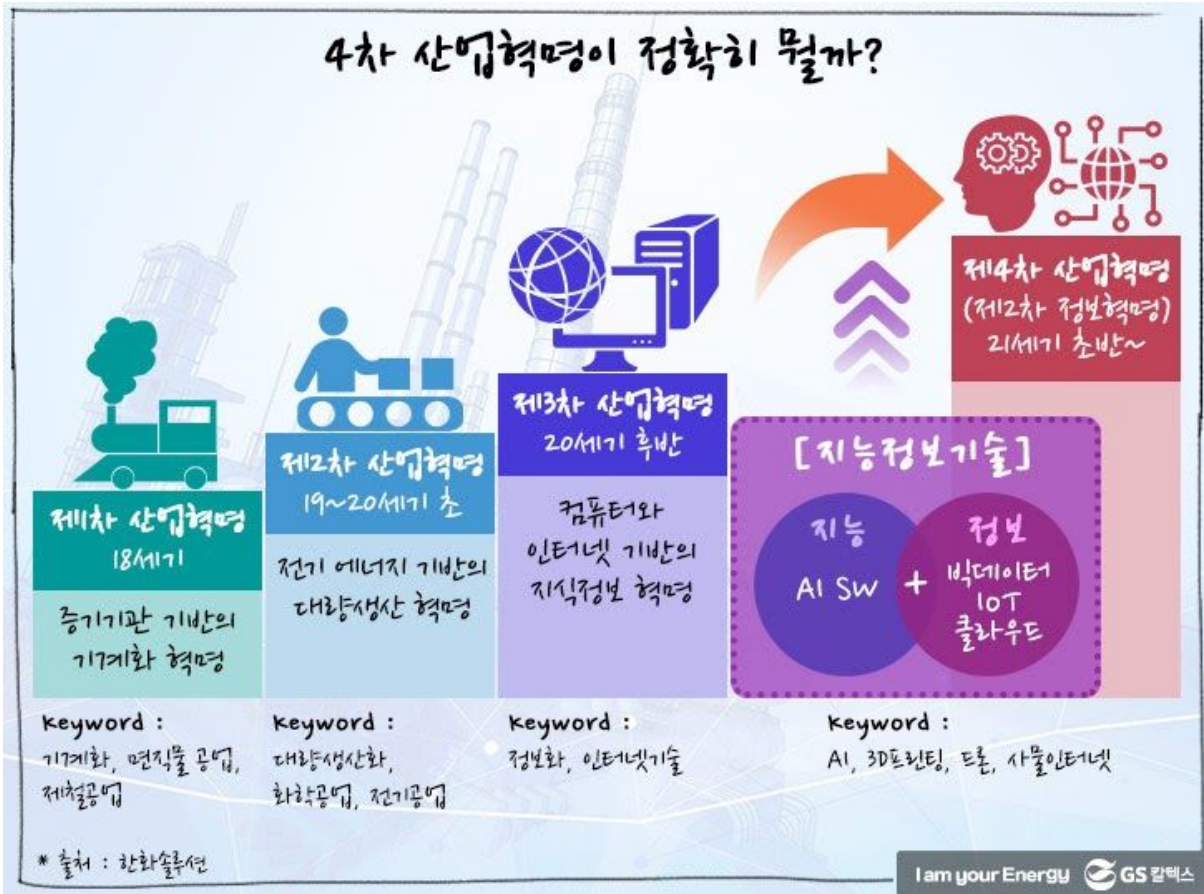 4차 산업혁명이 정확히 뭘까?
제1차 산업혁명
18세기
증기기관 기반의
기계화 혁명
keyword :
기계화, 면직물 공업,
제철공업
제2차 산업혁명
19~20세기 초
전기 에너지 기반의
대량생산 혁명
keyword :
대량생산화,
화학공업, 전기공업
제3차 산업혁명
20세기 후반
컴퓨터와
인터넷 기반의
지식정보 혁명
keyword :
정보화, 인터넷기술
제4차 산업혁명
(제2차 정보혁명)
21세기 초반~
[지능정보기술]
지능
AI SW
+
정보
빅데이터
IoT
클라우드
keyword :
AI, 3D프린팅, 드론, 사물인터넷
* 출처 : 한화솔루션
I am your Energy GS칼텍스